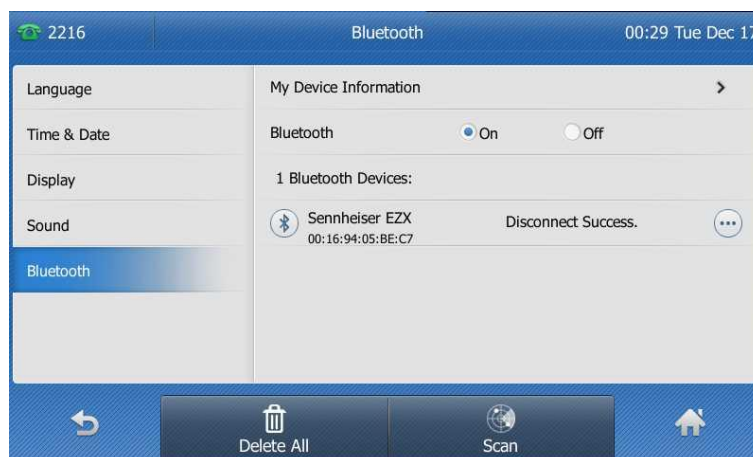 2216 Bluetooth 00:29 Tue Dec 17
Language
Time & Date
Display
Sound
Bluetooth
My Device Information
Bluetooth On Off
1 Bluetooth Devices:
Sennheiser EZX Disconnect Success.
00:16:94:05:BE:C7
Delete All Scan